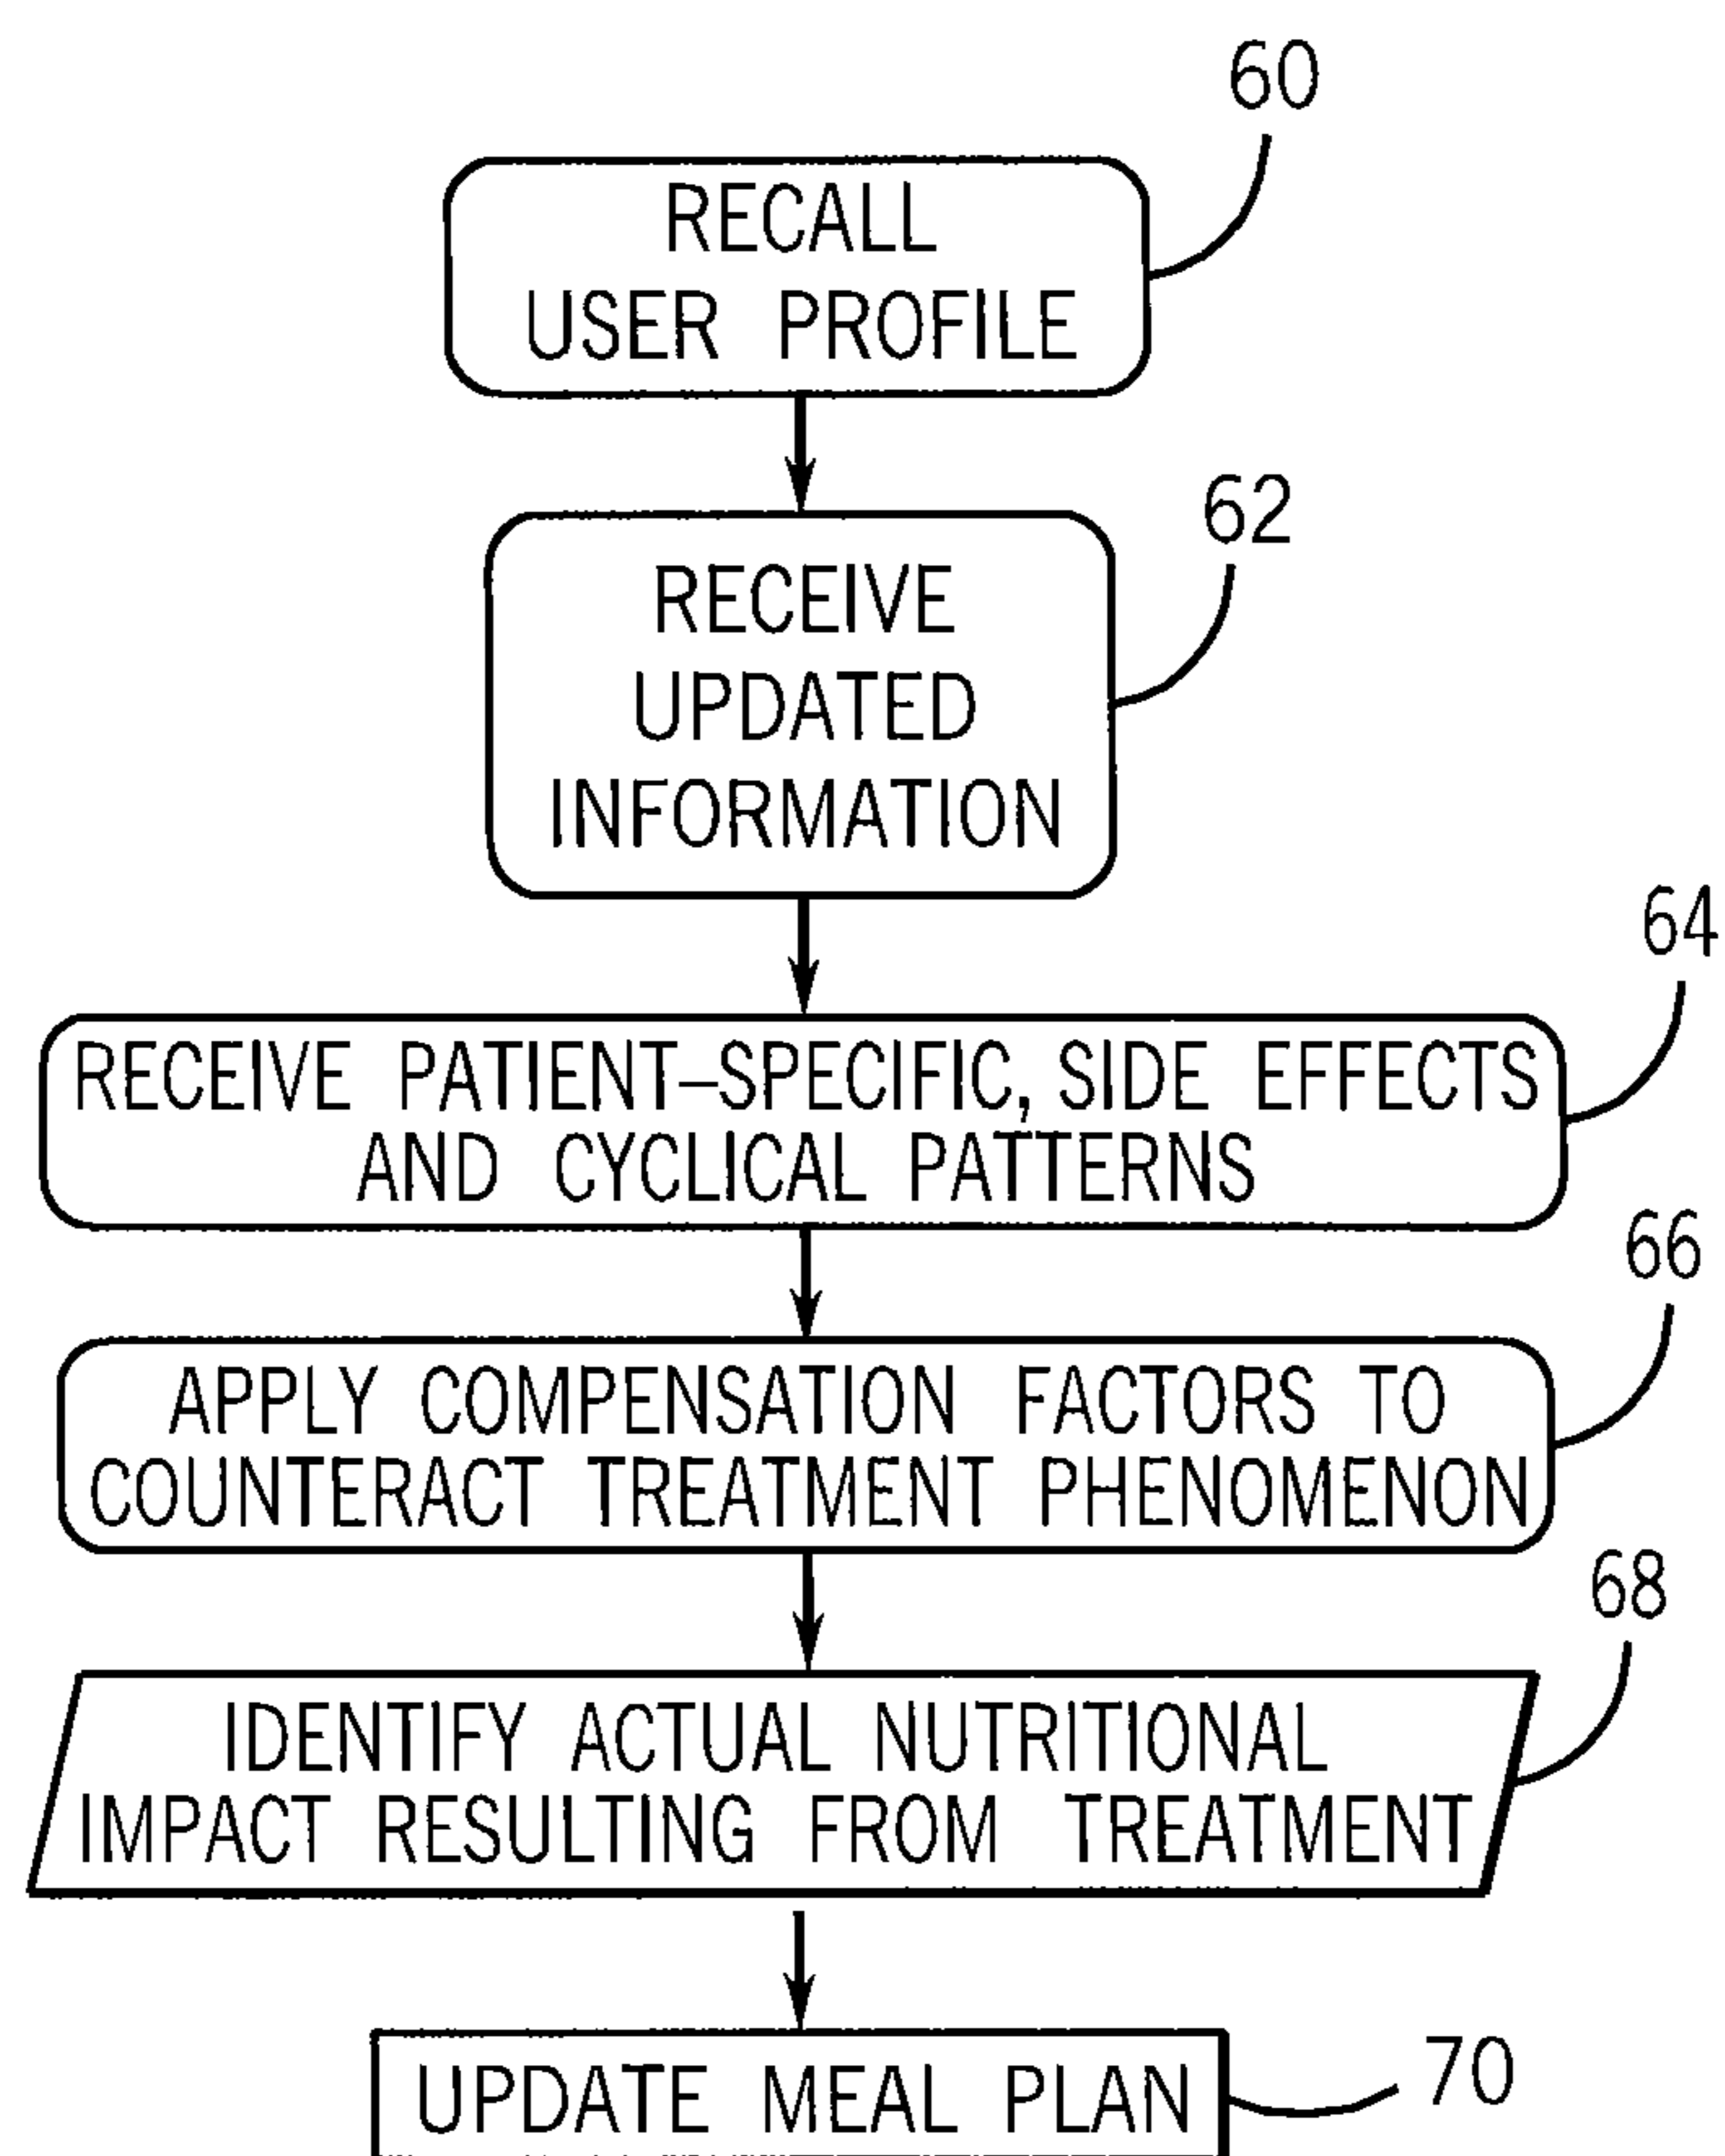 60
RECALL
USER PROFILE
62
RECEIVE
UPDATED
INFORMATION
64
RECEIVE PATIENT–SPECIFIC, SIDE EFFECTS
AND CYCLICAL PATTERNS
66
APPLY COMPENSATION FACTORS TO
COUNTERACT TREATMENT PHENOMENON
68
IDENTIFY ACTUAL NUTRITIONAL
IMPACT RESULTING FROM TREATMENT
70
UPDATE MEAL PLAN